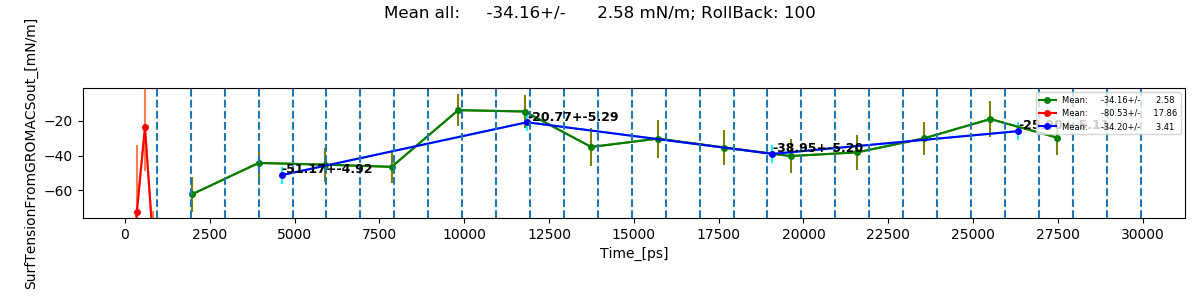 Mean all:     -34.16+/-      2.58 mN/m; RollBack: 100
SurfTensionFromGROMACSout_[mN/m]
−20
−40
−60
-51.17+-4.92
-20.77+-5.29
-38.95+-5.20
Mean:     -34.16+/-      2.58
Mean:     -80.53+/-     17.86
Mean:     -34.20+/-      3.41
0 2500 5000 7500 10000 12500 15000 17500 20000 22500 25000 27500 30000
Time_[ps]